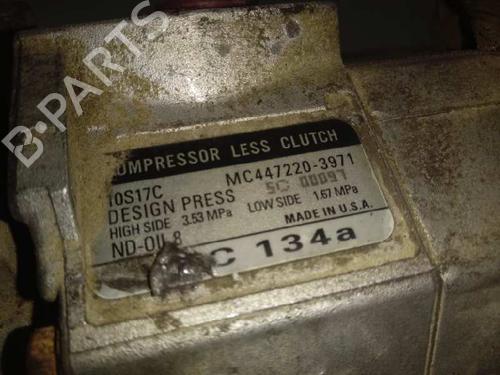 B-PARTS
COMPRESSOR LESS CLUTCH
10S17C MC447220-3971
DESIGN PRESS 5C 00097
HIGH SIDE 3.53 MPa LOW SIDE 1.67 MPa
ND-OIL 8 MADE IN U.S.A.
C 134a